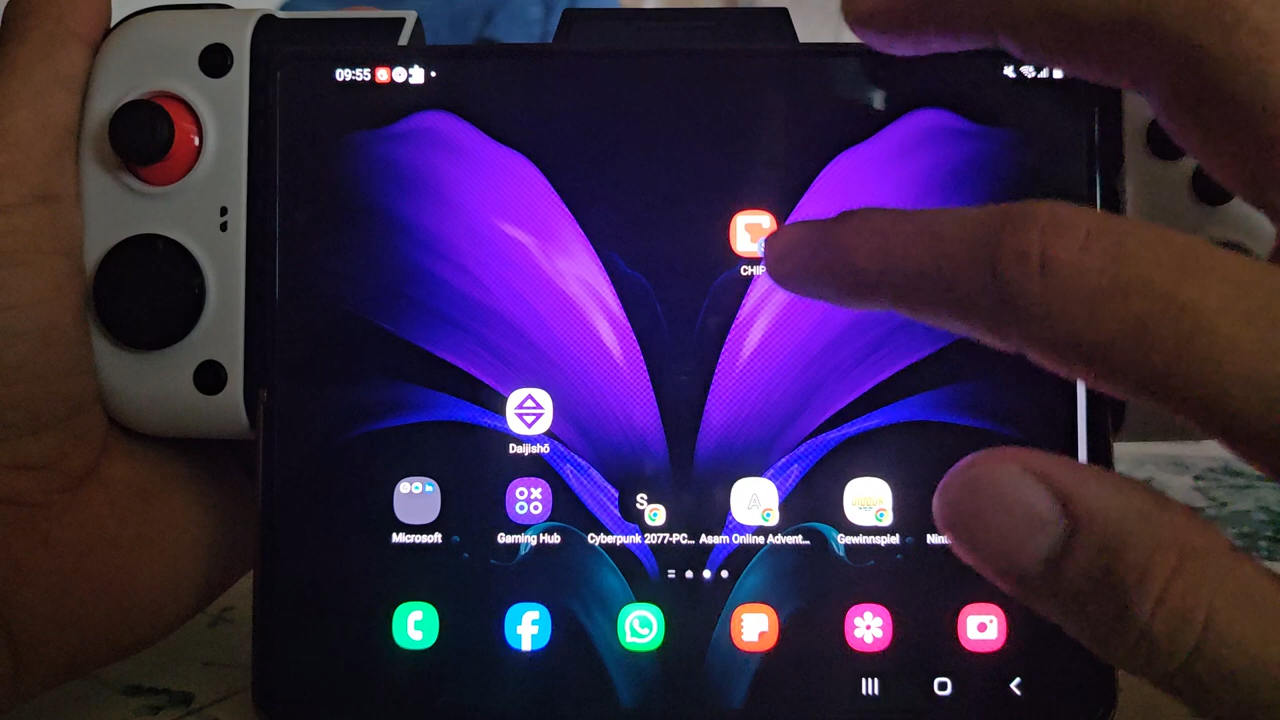 09:55
CHIP
Daijishō
Microsoft
Gaming Hub
Cyberpunk 2077-PC...
Asam Online Advent...
Gewinnspiel
S
A